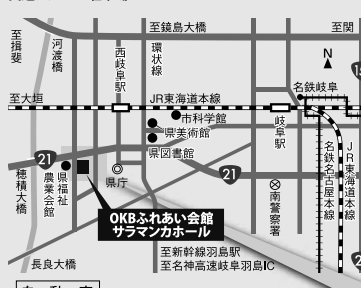 至鏡島大橋
至関
至揖斐
河渡橋
西岐阜駅
環状線
N
名鉄岐阜
至大垣
JR東海道本線
市科学館
県美術館
県図書館
岐阜駅
21
穂積大橋
県福祉
農業会館
県庁
21
南警察署
名鉄名古屋本線
JR東海道本線
OKBふれあい会館
サラマンカホール
長良大橋
至新幹線羽島駅
至名神高速岐阜羽島IC